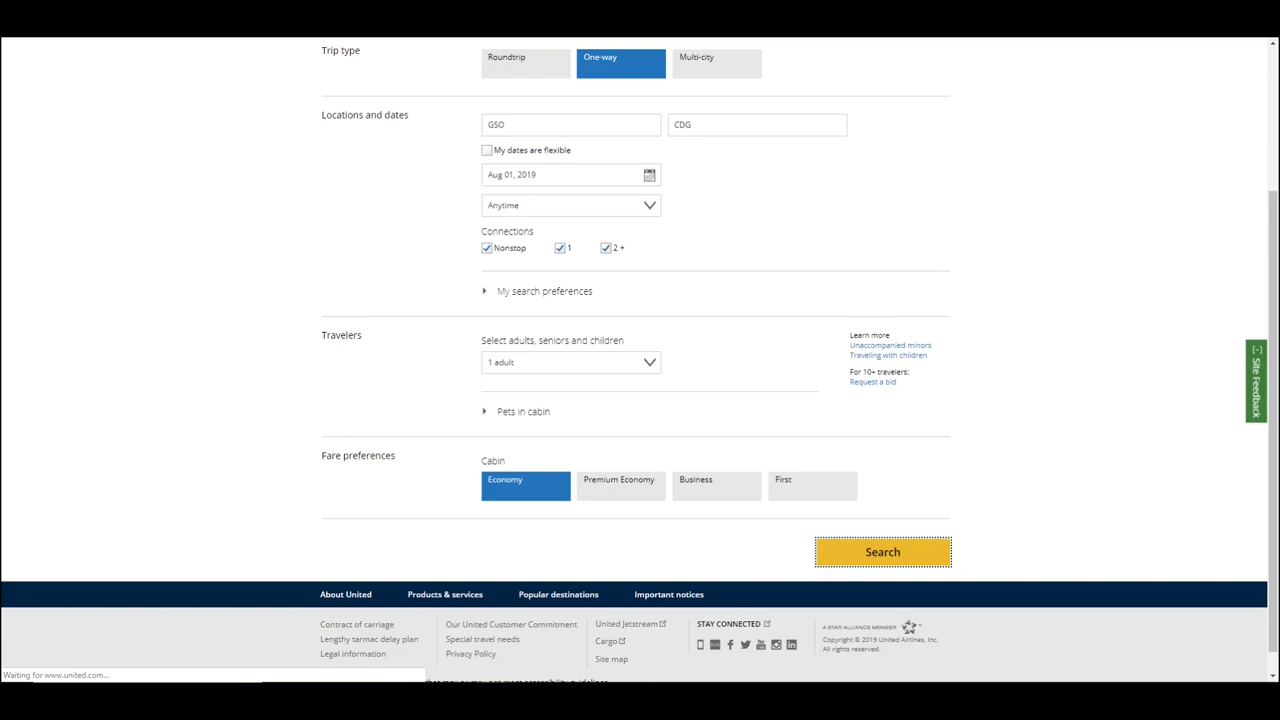 Trip type
Roundtrip
One-way
Multi-city
Locations and dates
GSO
CDG
My dates are flexible
Aug 01, 2019
Anytime
Connections
Nonstop
1
2 +
My search preferences
Travelers
Select adults, seniors and children
1 adult
Learn more
Unaccompanied minors
Traveling with children
For 10+ travelers:
Request a bid
Pets in cabin
Fare preferences
Cabin
Economy
Premium Economy
Business
First
Search
Site Feedback
About United
Products & services
Popular destinations
Important notices
Contract of carriage
Lengthy tarmac delay plan
Legal information
Our United Customer Commitment
Special travel needs
Privacy Policy
United Jetstream
Cargo
Site map
STAY CONNECTED
A STAR ALLIANCE MEMBER
Copyright © 2019 United Airlines, Inc.
All rights reserved.
Waiting for www.united.com...